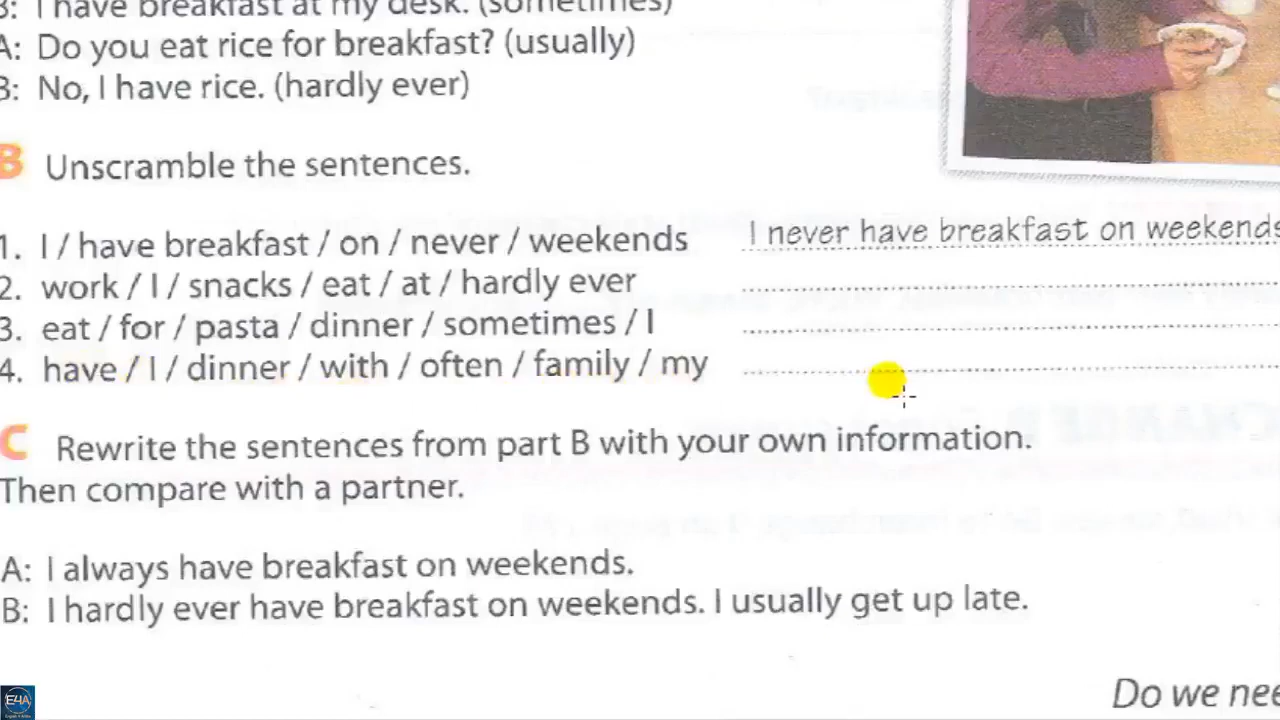 B: I have breakfast at my desk. (sometimes)
A: Do you eat rice for breakfast? (usually)
B: No, I have rice. (hardly ever)
B Unscramble the sentences.
1. I / have breakfast / on / never / weekends I never have breakfast on weekends
2. work / I / snacks / eat / at / hardly ever
3. eat / for / pasta / dinner / sometimes / I
4. have / I / dinner / with / often / family / my
C Rewrite the sentences from part B with your own information.
Then compare with a partner.
A: I always have breakfast on weekends.
B: I hardly ever have breakfast on weekends. I usually get up late.
Do we
E4A